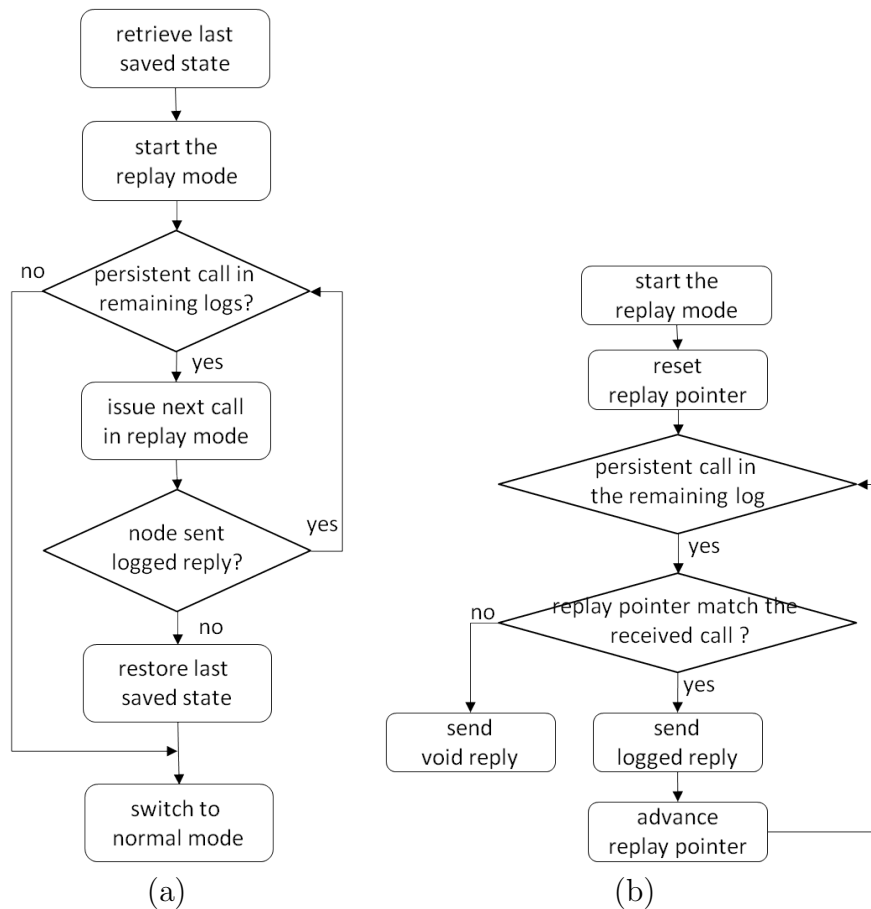 retrieve last
saved state
start the
replay mode
no
persistent call in
remaining logs?
yes
issue next call
in replay mode
node sent
logged reply?
yes
no
restore last
saved state
switch to
normal mode
(a)
start the
replay mode
reset
replay pointer
persistent call in
the remaining log
yes
replay pointer match the
received call ?
no
yes
send
void reply
send
logged reply
advance
replay pointer
(b)